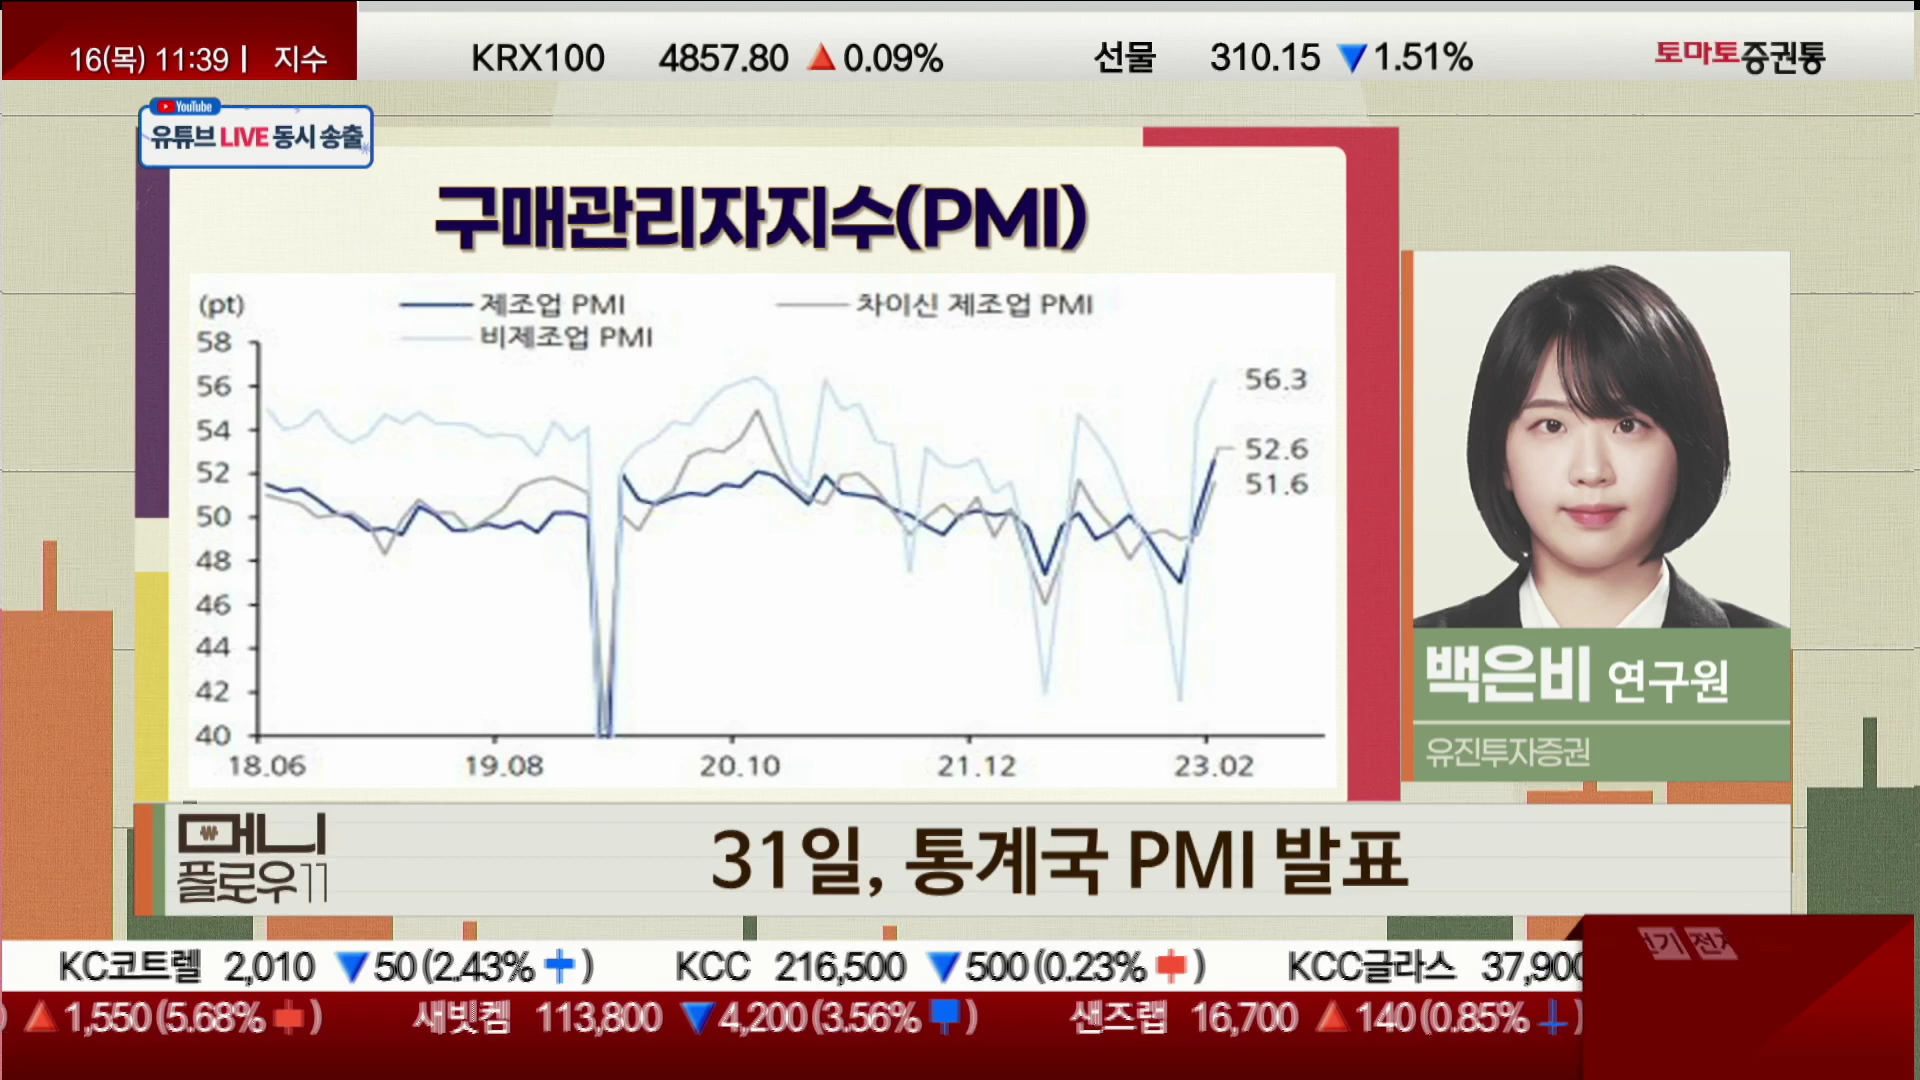 16(목) 11:39 | 지수 KRX100 4857.80 ▲ 0.09% 선물 310.15 ▼ 1.51% 토마토증권통
YouTube
유튜브 LIVE 동시 송출
구매관리자지수(PMI)
(pt) 제조업 PMI 차이신 제조업 PMI
비제조업 PMI
58
56
54
52
50
48
46
44
42
40
56.3
52.6
51.6
18.06 19.08 20.10 21.12 23.02
백은비 연구원
유진투자증권
머니
플로우11
31일, 통계국 PMI 발표
KC코트렐 2,010 ▼50(2.43% ) KCC 216,500 ▼500(0.23% ) KCC글라스 37,900
▲1,550(5.68% ) 새빗켐 113,800 ▼4,200(3.56% ) 샌즈랩 16,700 ▲140(0.85% )